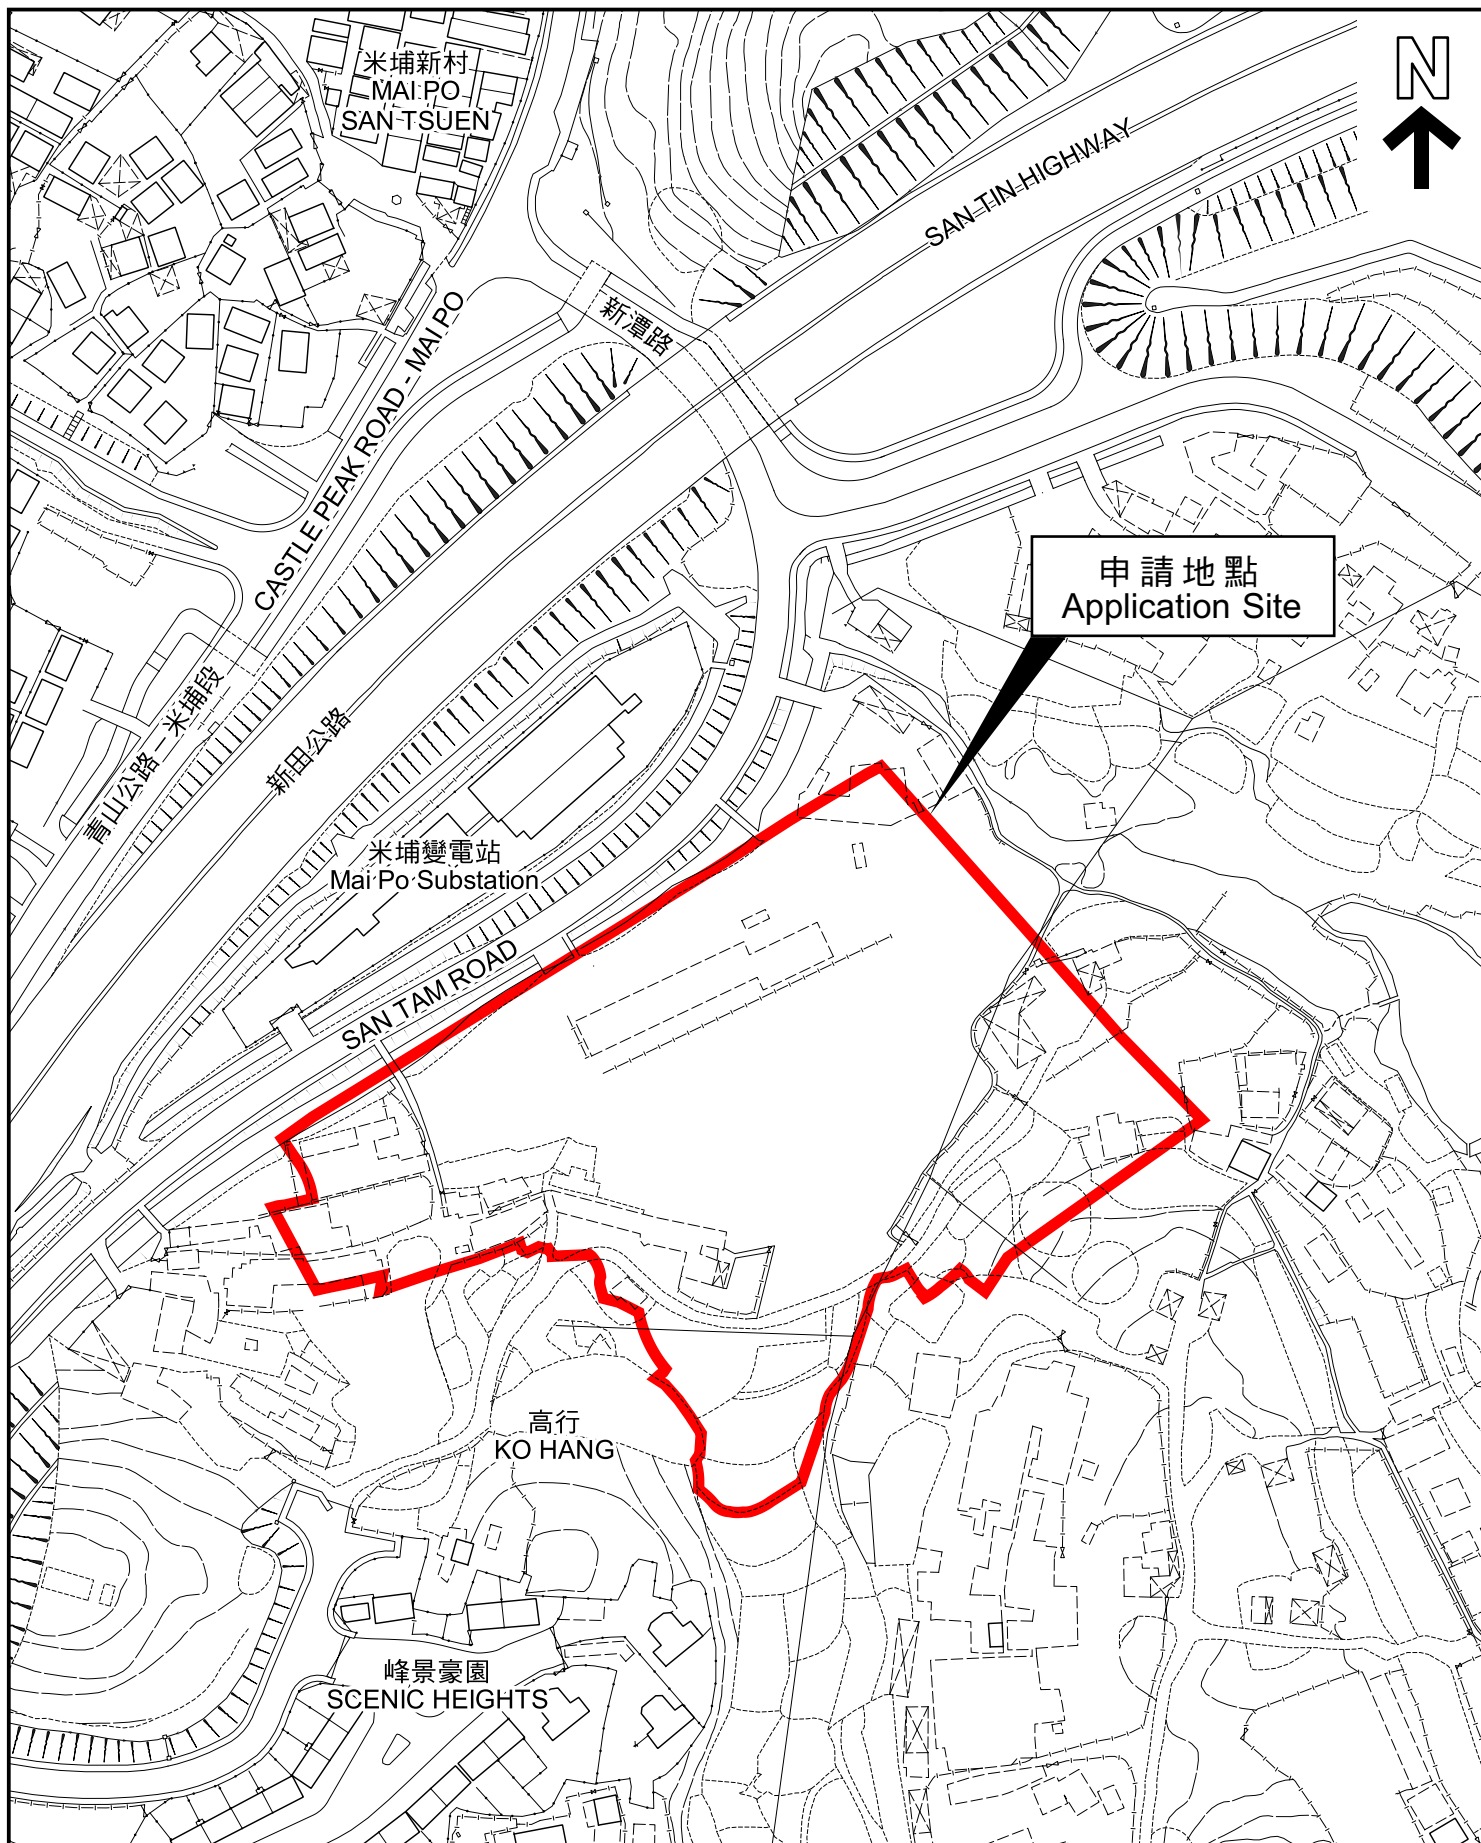 米埔新村
MAI PO
SAN TSUEN
N
SAN TIN HIGHWAY
新潭路
CASTLE PEAK ROAD - MAI PO
申請地點
Application Site
青山公路－米埔段
新田公路
米埔變電站
Mai Po Substation
SAN TAM ROAD
高行
KO HANG
峰景豪園
SCENIC HEIGHTS